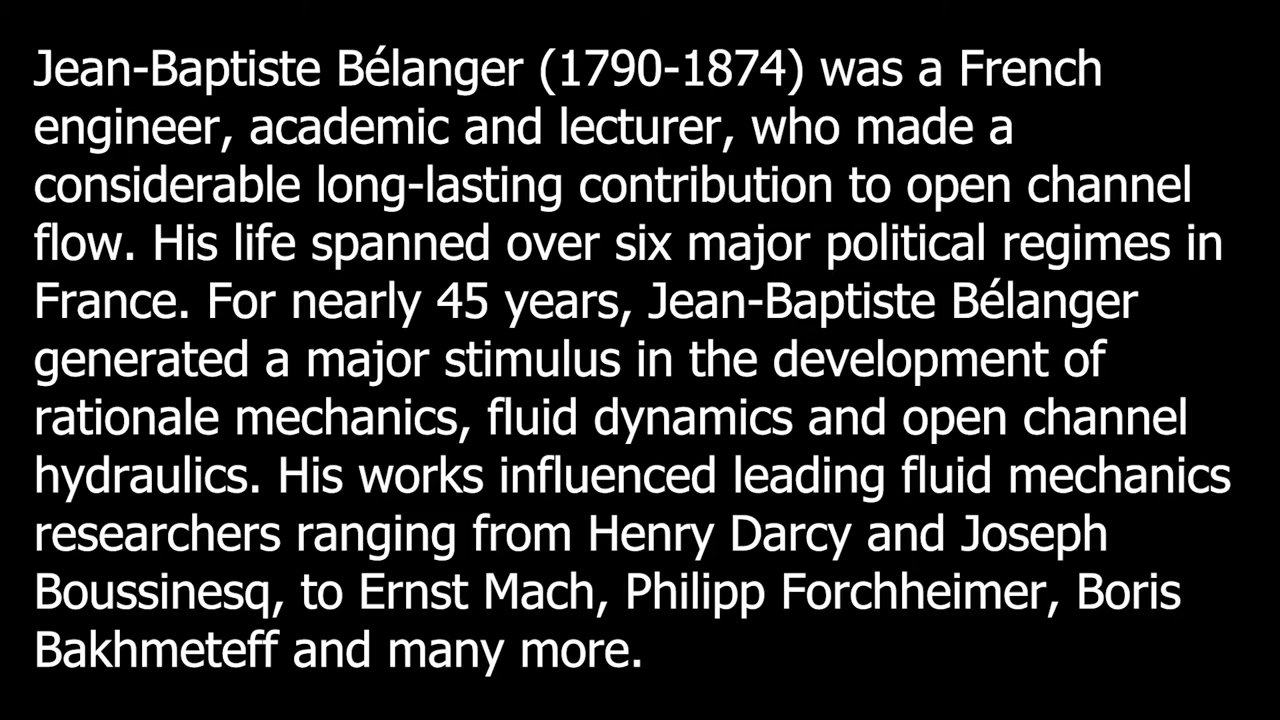 Jean-Baptiste Bélanger (1790-1874) was a French
engineer, academic and lecturer, who made a
considerable long-lasting contribution to open channel
flow. His life spanned over six major political regimes in
France. For nearly 45 years, Jean-Baptiste Bélanger
generated a major stimulus in the development of
rationale mechanics, fluid dynamics and open channel
hydraulics. His works influenced leading fluid mechanics
researchers ranging from Henry Darcy and Joseph
Boussinesq, to Ernst Mach, Philipp Forchheimer, Boris
Bakhmeteff and many more.